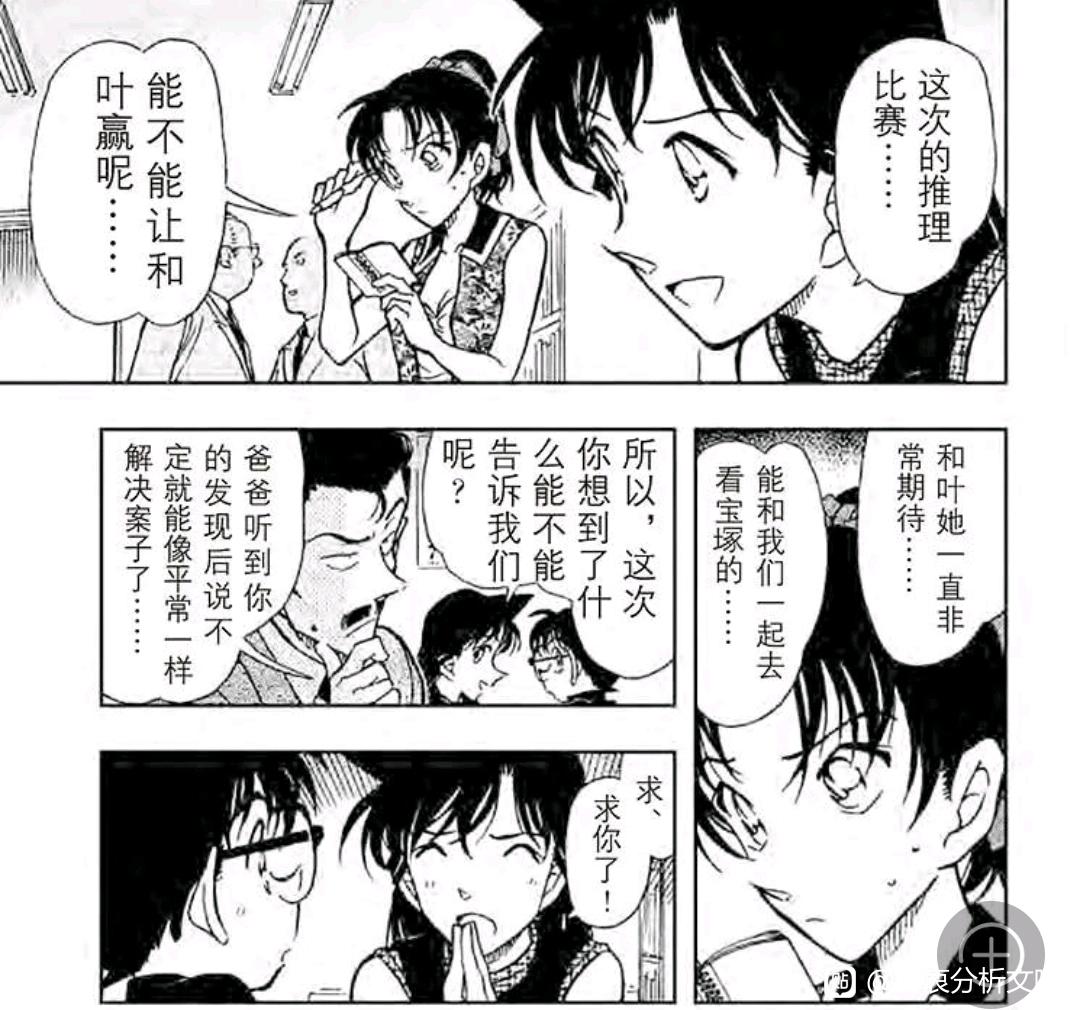 这次的推理
比赛……
能不能让和
叶赢呢……
和叶她一直非
常期待……
能和我们一起去
看宝塚的……
所以，这次
你想到了什
么能不能
告诉我们
呢？
爸爸听到你
的发现后说不
定就能像平常一样
解决案子了……
求、
求你了！
贴
分析文